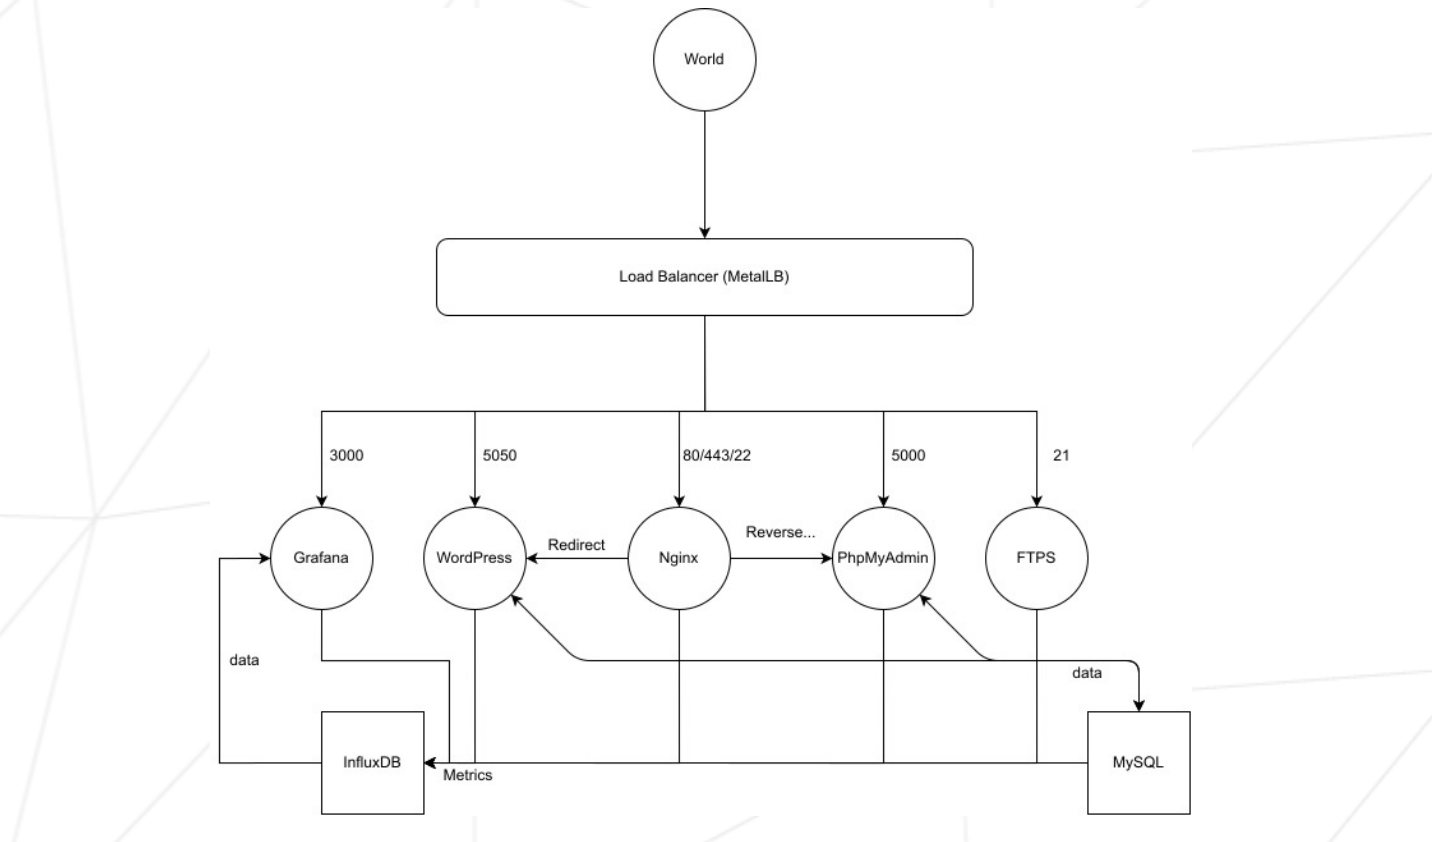 World
Load Balancer (MetalLB)
3000
5050
80/443/22
5000
21
Grafana
WordPress
Redirect
Nginx
Reverse...
PhpMyAdmin
FTPS
data
data
InfluxDB
Metrics
MySQL